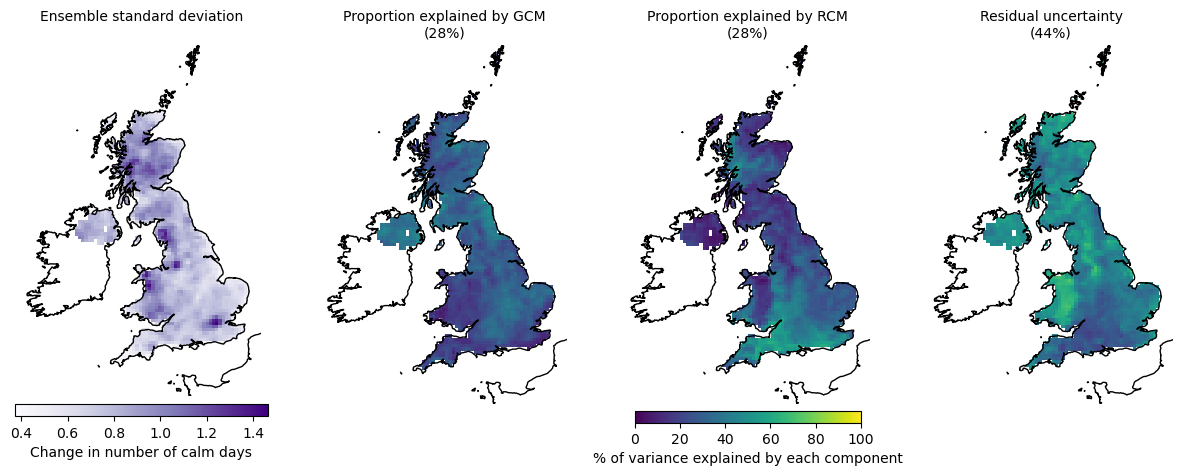 Ensemble standard deviation
Proportion explained by GCM
(28%)
Proportion explained by RCM
(28%)
Residual uncertainty
(44%)
0.4 0.6 0.8 1.0 1.2 1.4
Change in number of calm days
0 20 40 60 80 100
% of variance explained by each component